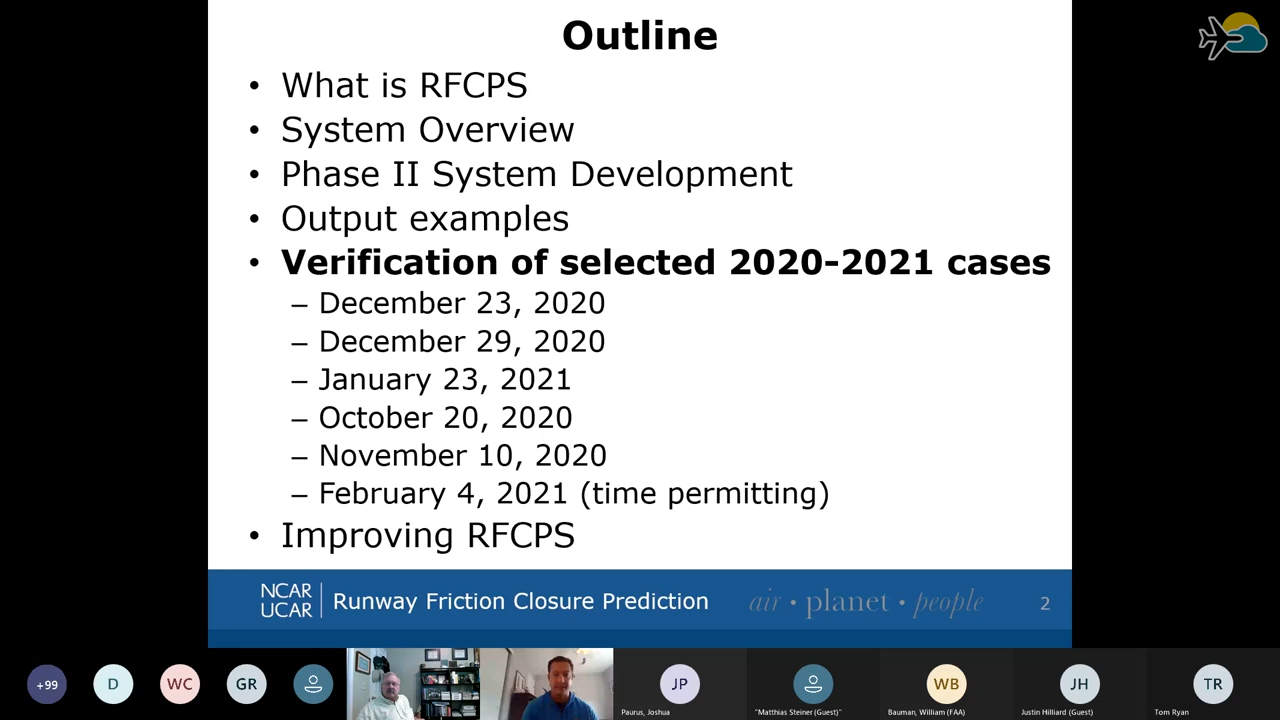 Outline
• What is RFCPS
• System Overview
• Phase II System Development
• Output examples
• Verification of selected 2020-2021 cases
– December 23, 2020
– December 29, 2020
– January 23, 2021
– October 20, 2020
– November 10, 2020
– February 4, 2021 (time permitting)
• Improving RFCPS
NCAR
UCAR
Runway Friction Closure Prediction
air • planet • people
2
+99
D
WC
GR
JP
WB
JH
TR
Paurus, Joshua
"Matthias Steiner (Guest)"
Bauman, William (FAA)
Justin Hilliard (Guest)
Tom Ryan